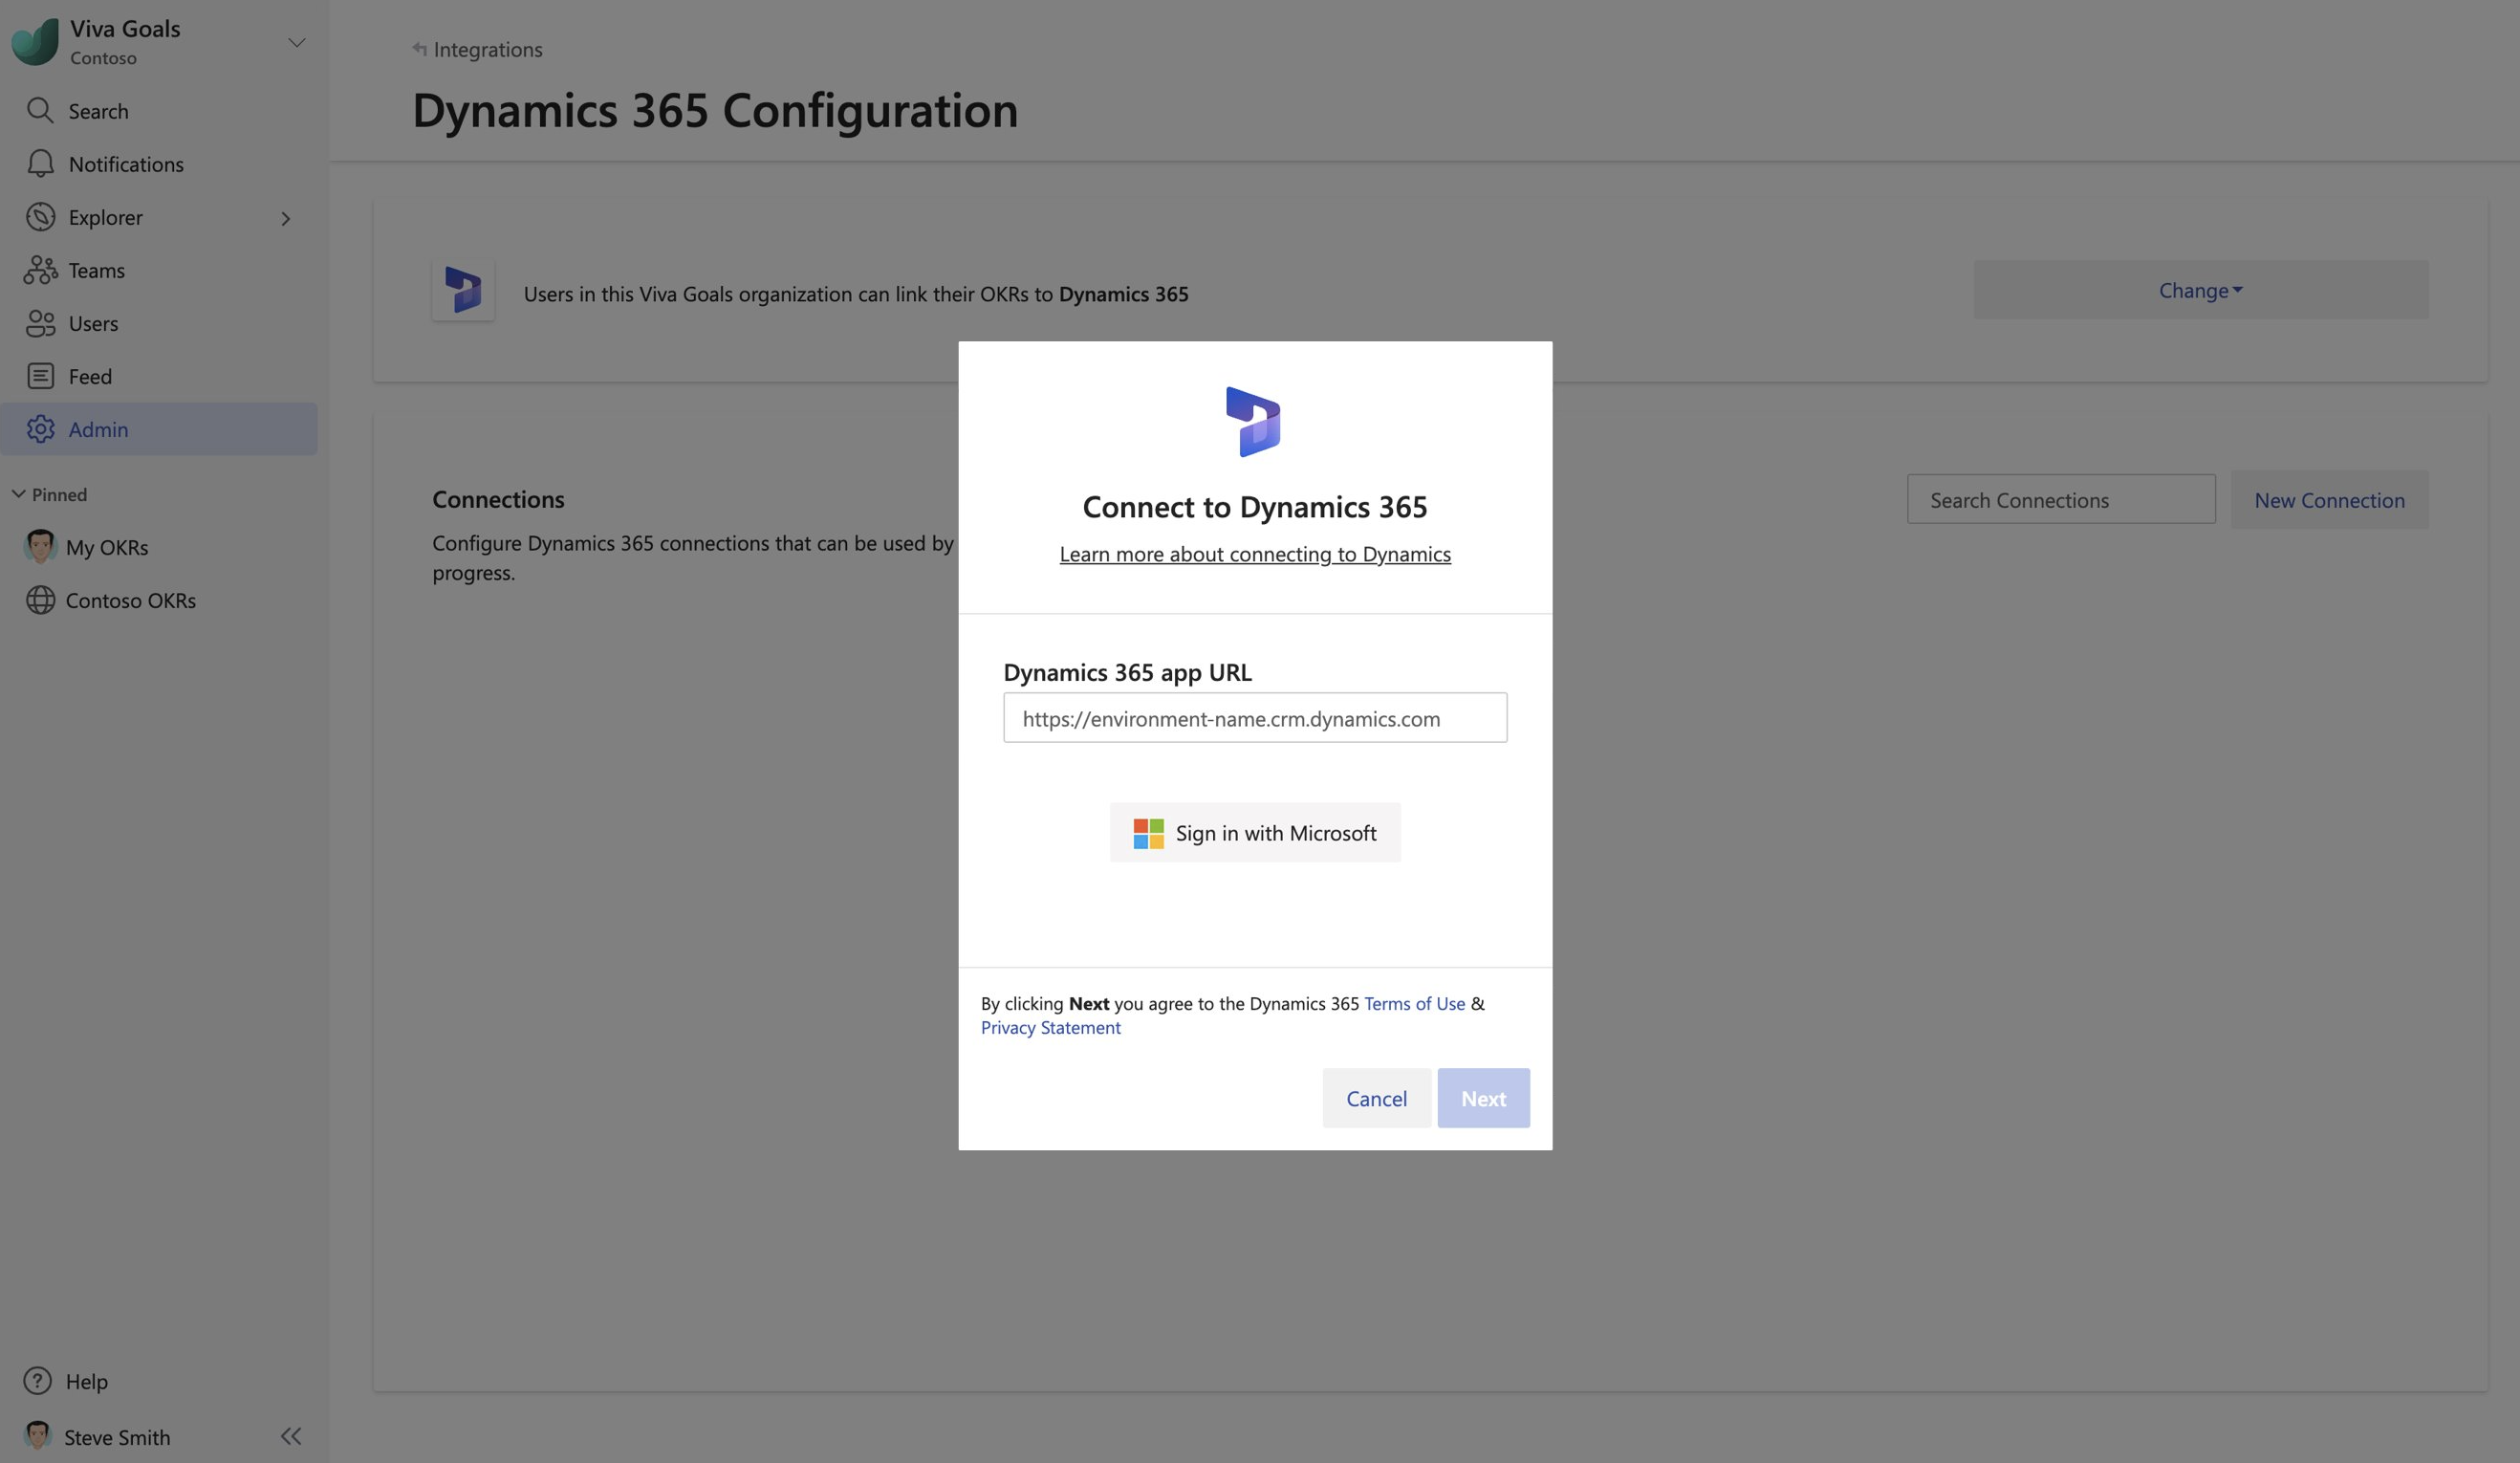 Viva Goals
Contoso
Search
Notifications
Explorer
Teams
Users
Feed
Admin
Pinned
My OKRs
Contoso OKRs
Help
Steve Smith
Integrations
Dynamics 365 Configuration
Users in this Viva Goals organization can link their OKRs to Dynamics 365
Change
Connections
Configure Dynamics 365 connections that can be used by
progress.
Search Connections
New Connection
Connect to Dynamics 365
Learn more about connecting to Dynamics
Dynamics 365 app URL
https://environment-name.crm.dynamics.com
Sign in with Microsoft
By clicking Next you agree to the Dynamics 365 Terms of Use &
Privacy Statement
Cancel
Next